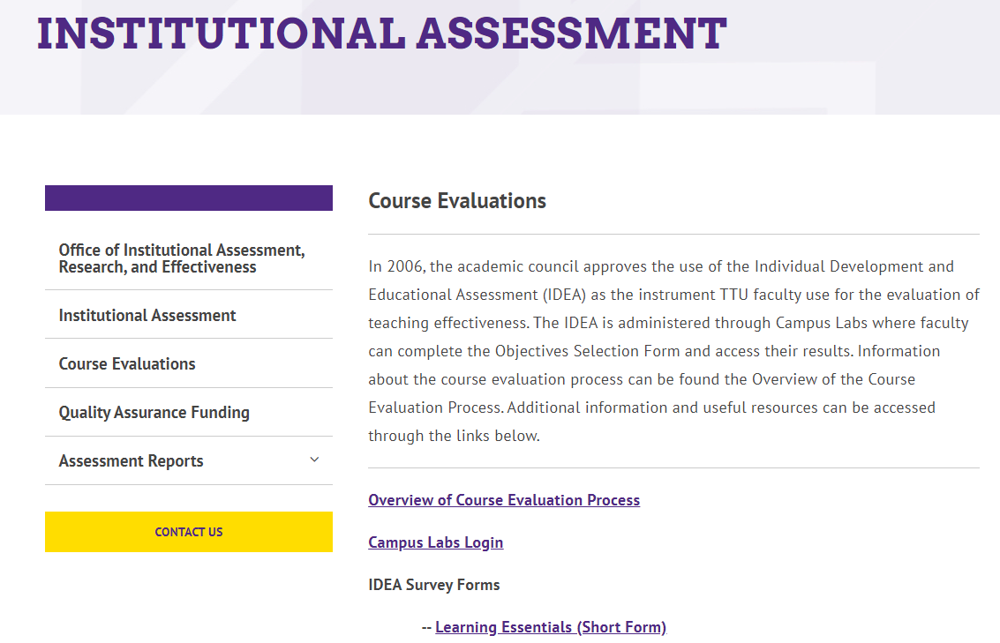 INSTITUTIONAL ASSESSMENT
Office of Institutional Assessment,
Research, and Effectiveness
Institutional Assessment
Course Evaluations
Quality Assurance Funding
Assessment Reports
CONTACT US
Course Evaluations
In 2006, the academic council approves the use of the Individual Development and
Educational Assessment (IDEA) as the instrument TTU faculty use for the evaluation of
teaching effectiveness. The IDEA is administered through Campus Labs where faculty
can complete the Objectives Selection Form and access their results. Information
about the course evaluation process can be found the Overview of the Course
Evaluation Process. Additional information and useful resources can be accessed
through the links below.
Overview of Course Evaluation Process
Campus Labs Login
IDEA Survey Forms
-- Learning Essentials (Short Form)